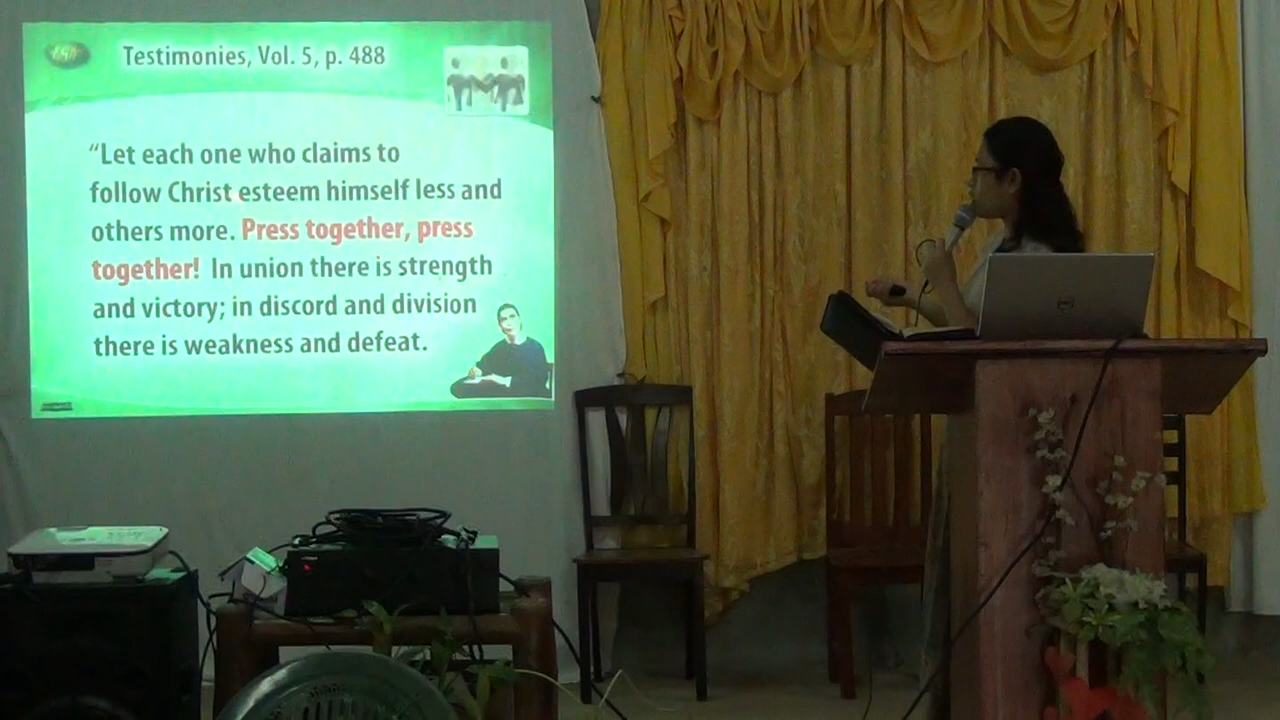 Testimonies, Vol. 5, p. 488
“Let each one who claims to
follow Christ esteem himself less and
others more. Press together, press
together! In union there is strength
and victory; in discord and division
there is weakness and defeat.